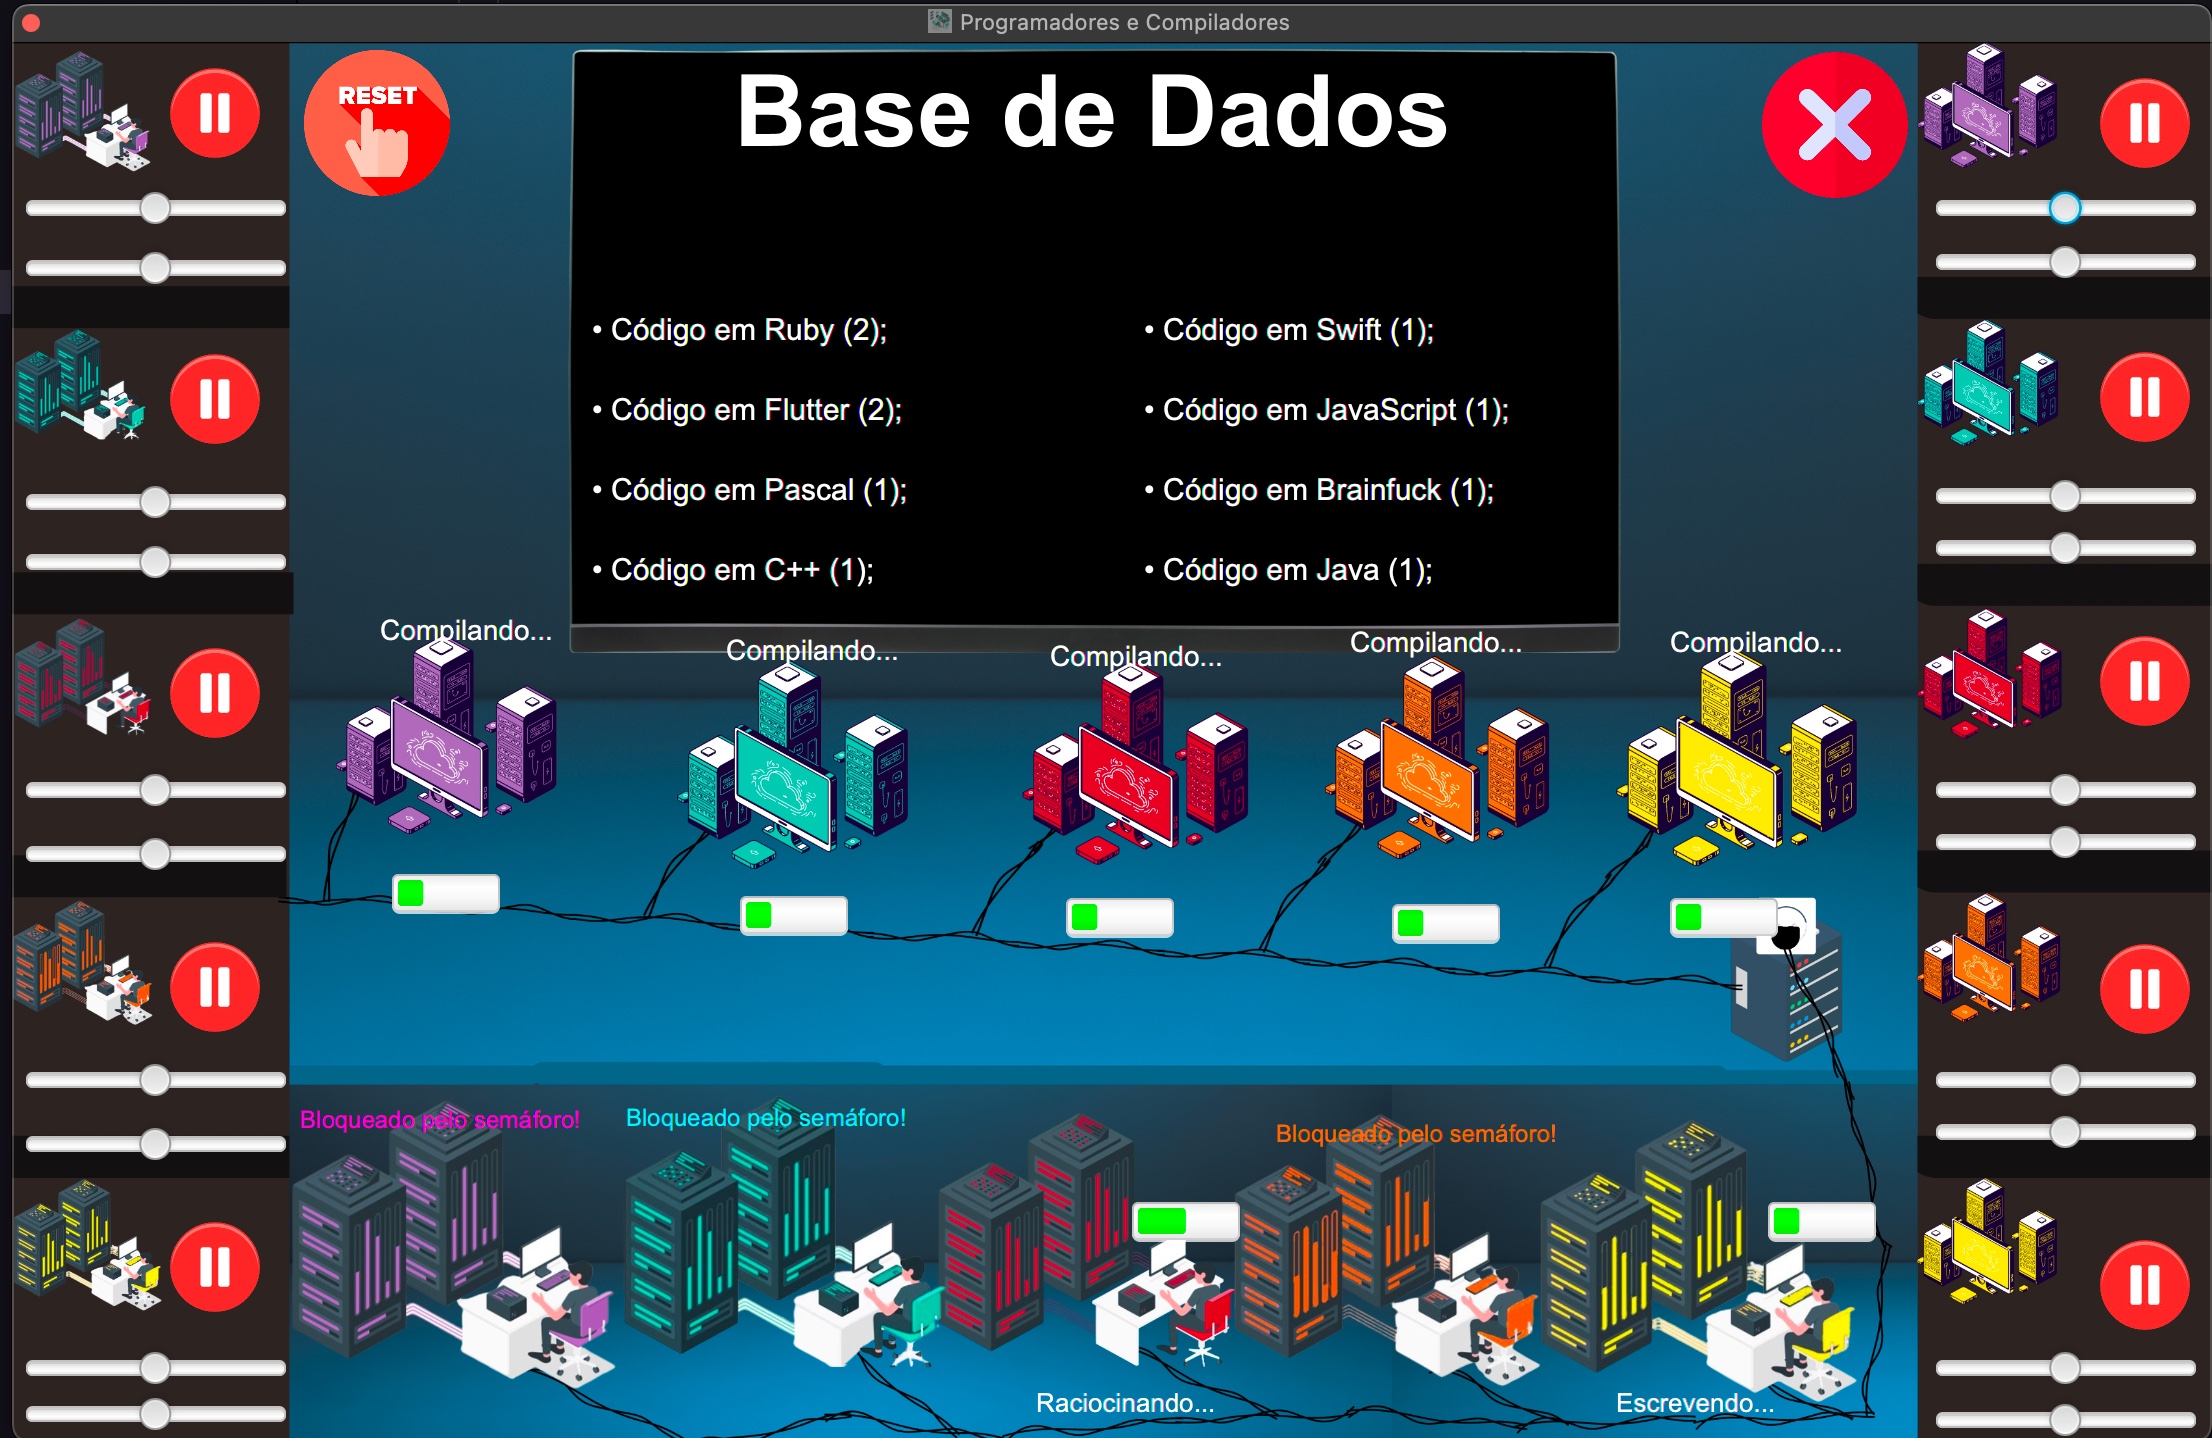 Programadores e Compiladores
RESET
Base de Dados
• Código em Ruby (2);
• Código em Swift (1);
• Código em Flutter (2);
• Código em JavaScript (1);
• Código em Pascal (1);
• Código em Brainfuck (1);
• Código em C++ (1);
• Código em Java (1);
Compilando...
Compilando...
Compilando...
Compilando...
Compilando...
Bloqueado pelo semáforo!
Bloqueado pelo semáforo!
Bloqueado pelo semáforo!
Raciocinando...
Escrevendo...